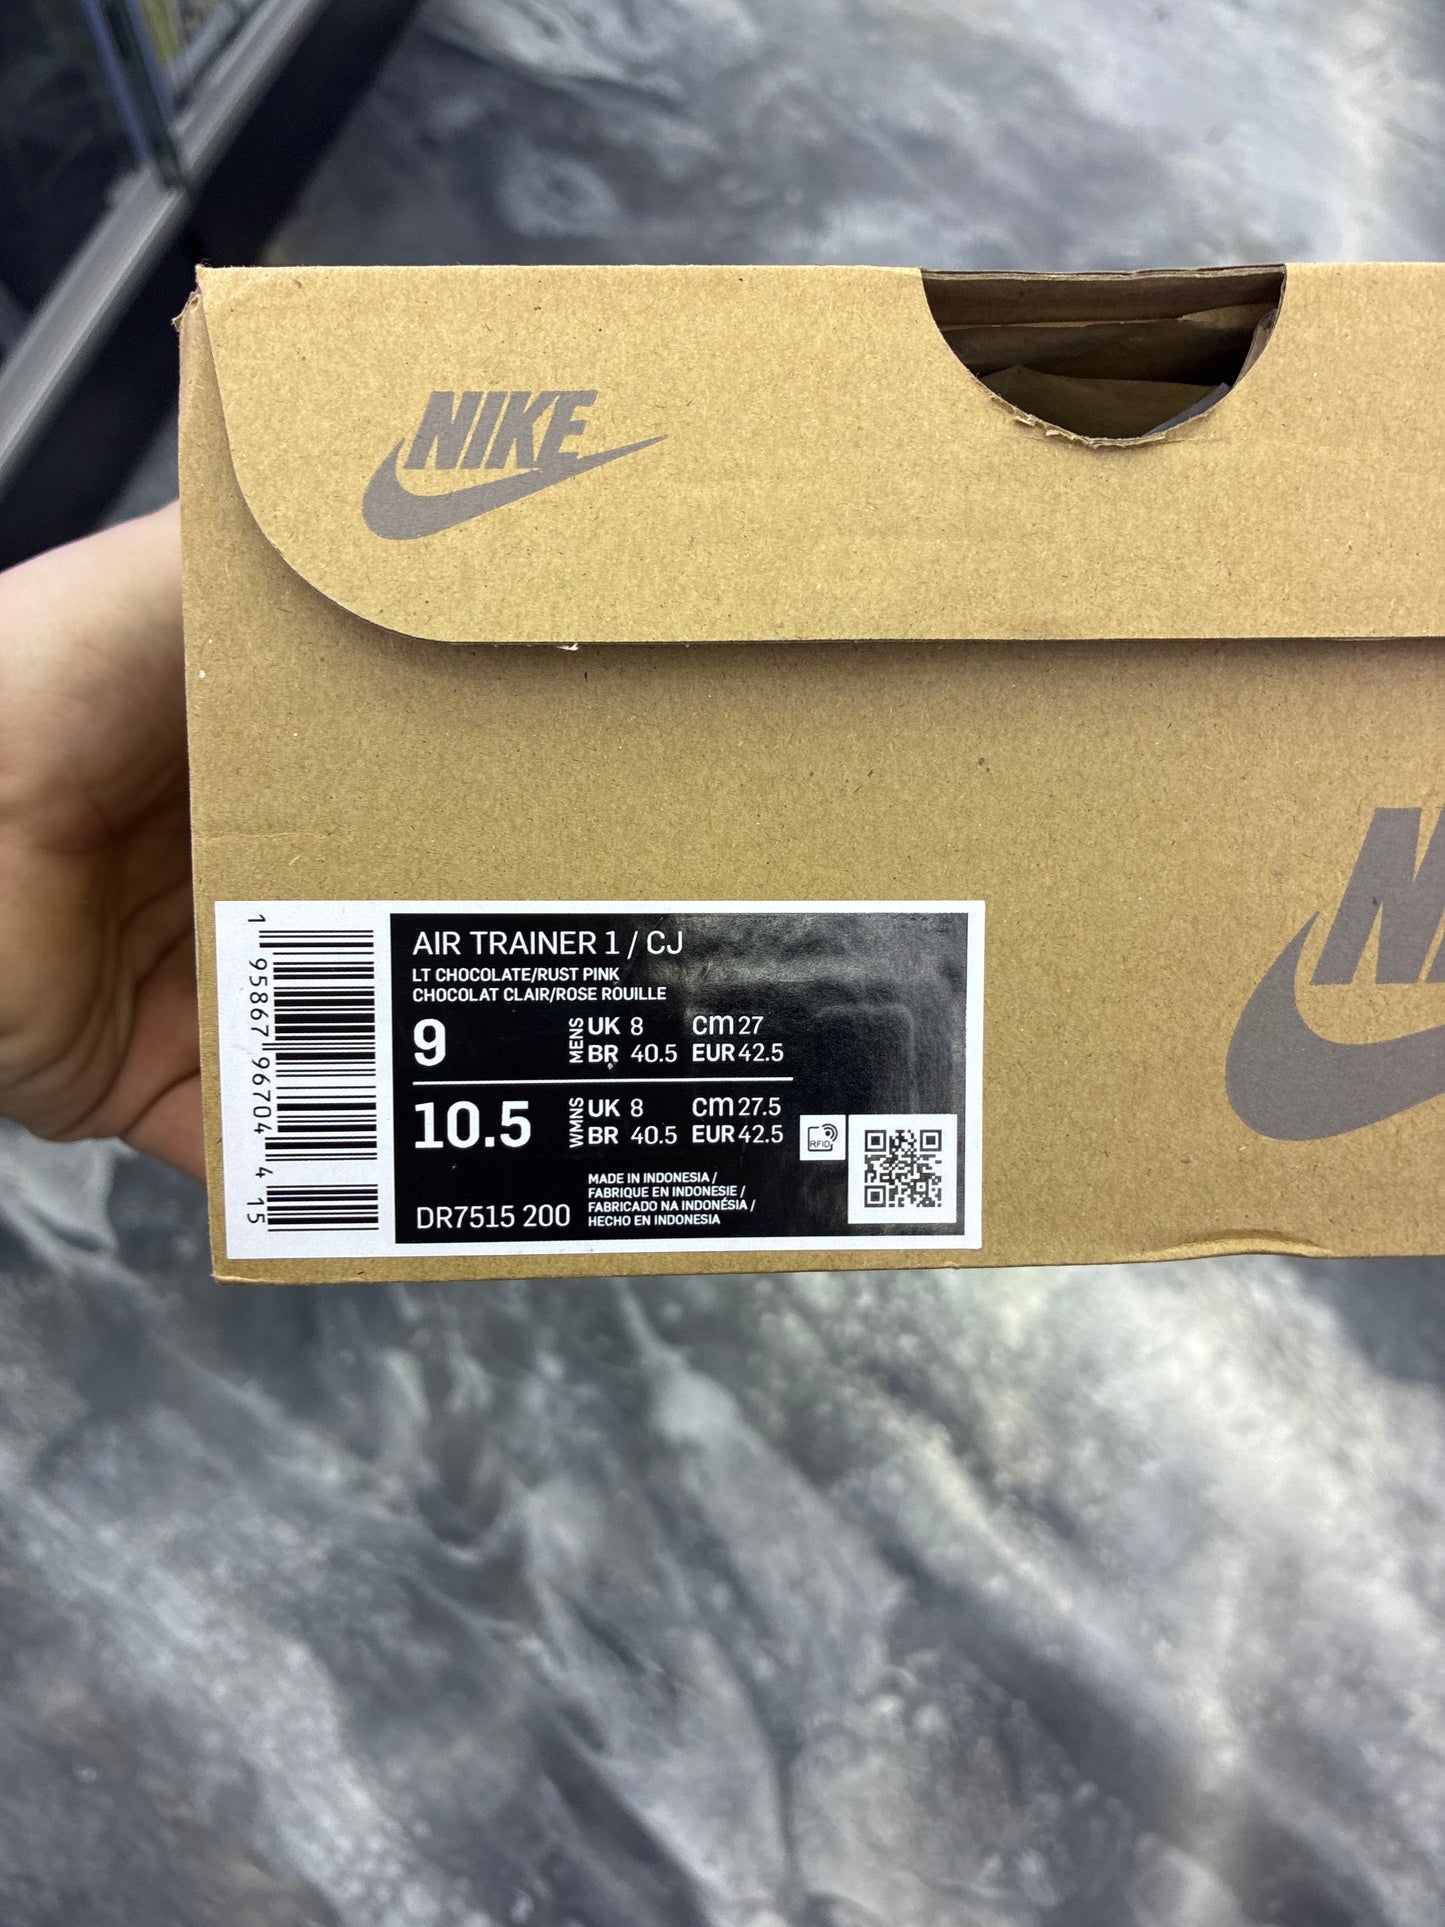 NIKE
AIR TRAINER 1 / CJ
LT CHOCOLATE/RUST PINK
CHOCOLAT CLAIR/ROSE ROUILLE
9 MENS UK 8 cm 27
BR 40.5 EUR 42.5
10.5 WMNS UK 8 cm 27.5
BR 40.5 EUR 42.5
RFID
MADE IN INDONESIA /
FABRIQUE EN INDONESIE /
FABRICADO NA INDONÉSIA /
HECHO EN INDONESIA
DR7515 200
1 95867 96704 4 15
N